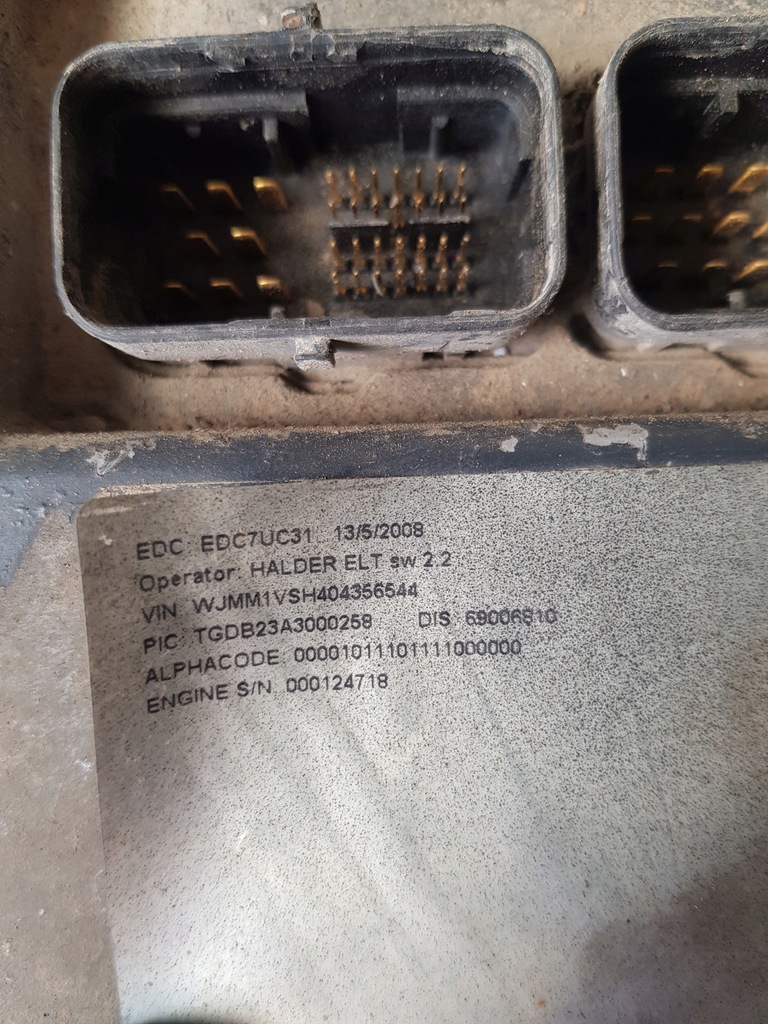 EDC: EDC7UC31 13/5/2008
Operator: HALDER ELT sw 2.2
VIN WJMM1VSH404356544
PIC: TGDB23A3000258 DIS: 69006810
ALPHACODE: 00001011101111000000
ENGINE S/N 000124718